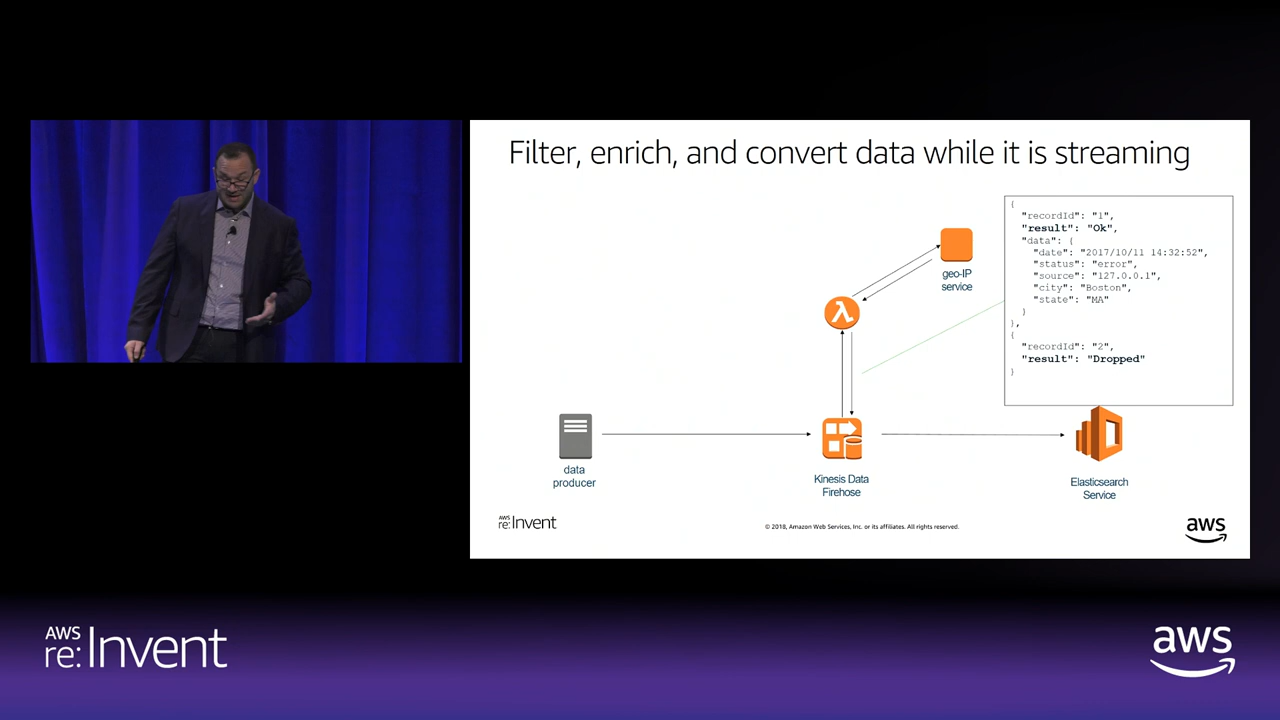 Filter, enrich, and convert data while it is streaming
{
"recordId": "1",
"result": "Ok",
"data": {
"date": "2017/10/11 14:32:52",
"status": "error",
"source": "127.0.0.1",
"city": "Boston",
"state": "MA"
}
},
{
"recordId": "2",
"result": "Dropped"
}
geo-IP
service
λ
data
producer
Kinesis Data
Firehose
Elasticsearch
Service
AWS
re:Invent
© 2018, Amazon Web Services, Inc. or its affiliates. All rights reserved.
aws
AWS
re:Invent
aws